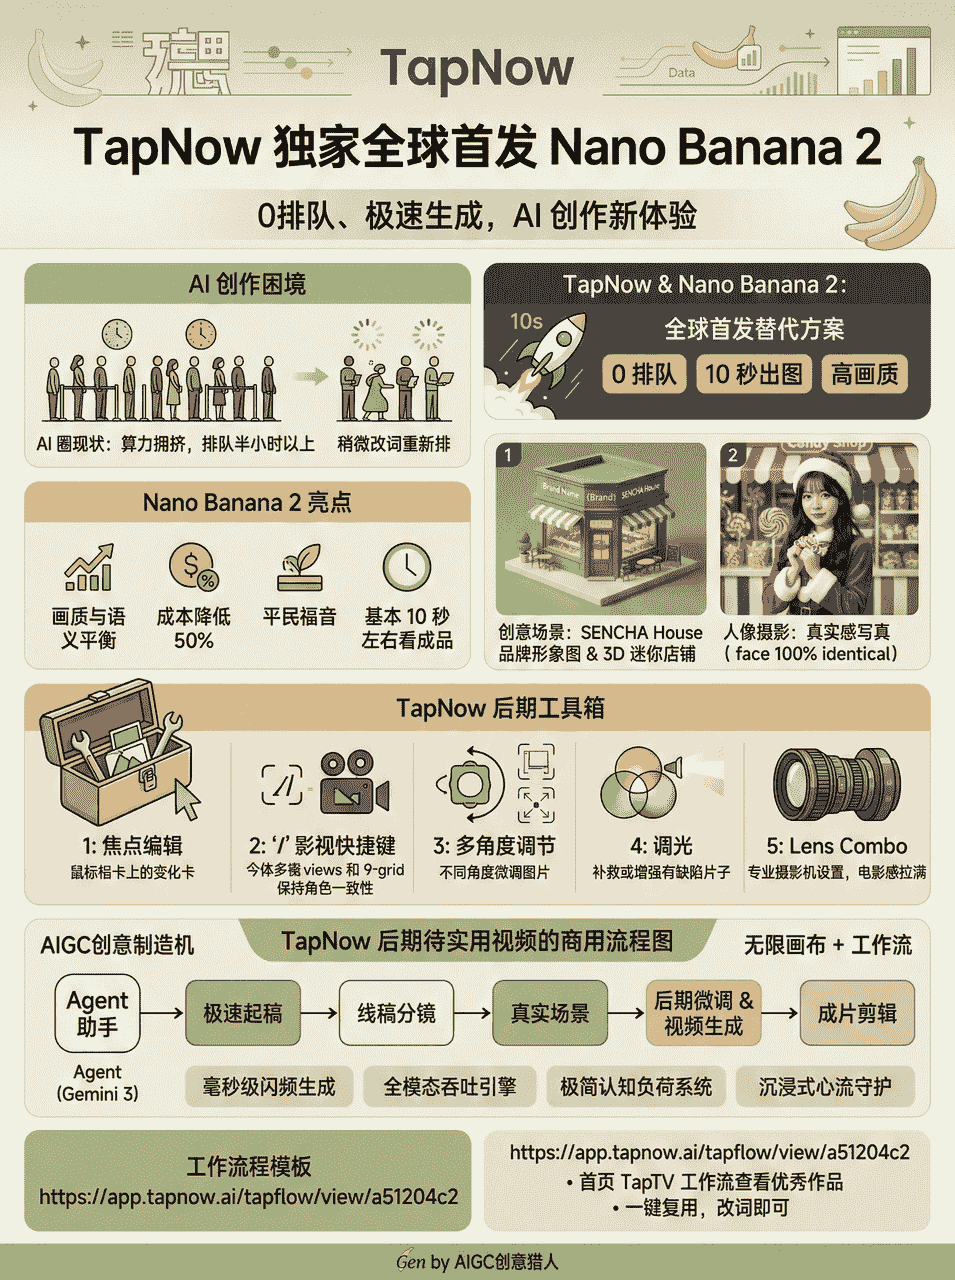 Data
TapNow
TapNow 独家全球首发 Nano Banana 2
0排队、极速生成，AI 创作新体验
AI 创作困境
AI 圈现状：算力拥挤，排队半小时以上
稍微改词重新排
TapNow & Nano Banana 2:
10s
全球首发替代方案
0 排队
10 秒出图
高画质
Nano Banana 2 亮点
画质与语
义平衡
成本降低
50%
平民福音
基本 10 秒
左右看成品
1
Brand Name
(Brand)
SENCHA House
创意场景：SENCHA House
品牌形象图 & 3D 迷你店铺
2
Candy Shop
人像摄影：真实感写真
( face 100% identical)
TapNow 后期工具箱
1: 焦点编辑
鼠标梠卡上的变化卡
2: ‘/’ 影视快捷键
保持角色一致性
3: 多角度调节
不同角度微调图片
4: 调光
补救或增强有缺陷片子
5: Lens Combo
专业摄影机设置，电影感拉满
AIGC创意制造机
TapNow 后期待实用视频的商用流程图
无限画布 + 工作流
Agent
助手
极速起稿
线稿分镜
真实场景
后期微调 &
视频生成
成片剪辑
Agent
(Gemini 3)
毫秒级闪频生成
全模态吞吐引擎
极简认知负荷系统
沉浸式心流守护
工作流程模板
https://app.tapnow.ai/tapflow/view/a51204c2
https://app.tapnow.ai/tapflow/view/a51204c2
• 首页 TapTV 工作流查看优秀作品
• 一键复用，改词即可
Gen by AIGC创意猎人